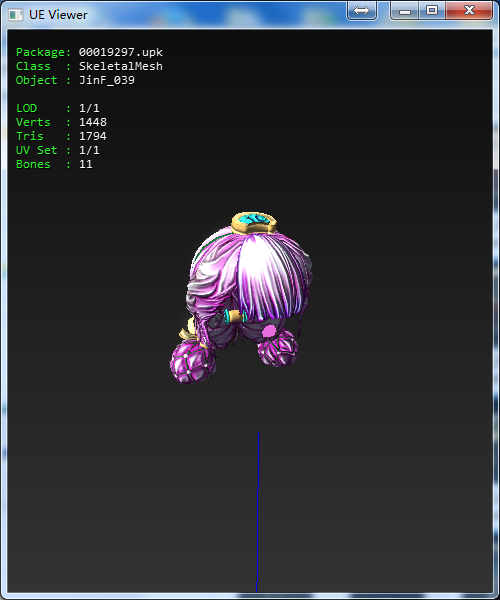 UE Viewer
Package: 00019297.upk
Class : SkeletalMesh
Object : JinF_039
LOD : 1/1
Verts : 1448
Tris : 1794
UV Set : 1/1
Bones : 11